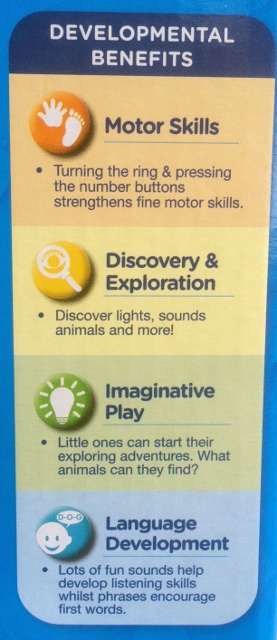 DEVELOPMENTAL
BENEFITS
Motor Skills
• Turning the ring & pressing
the number buttons
strengthens fine motor skills.
Discovery &
Exploration
• Discover lights, sounds
animals and more!
Imaginative
Play
• Little ones can start their
exploring adventures. What
animals can they find?
D-O-G
Language
Development
• Lots of fun sounds help
develop listening skills
whilst phrases encourage
first words.